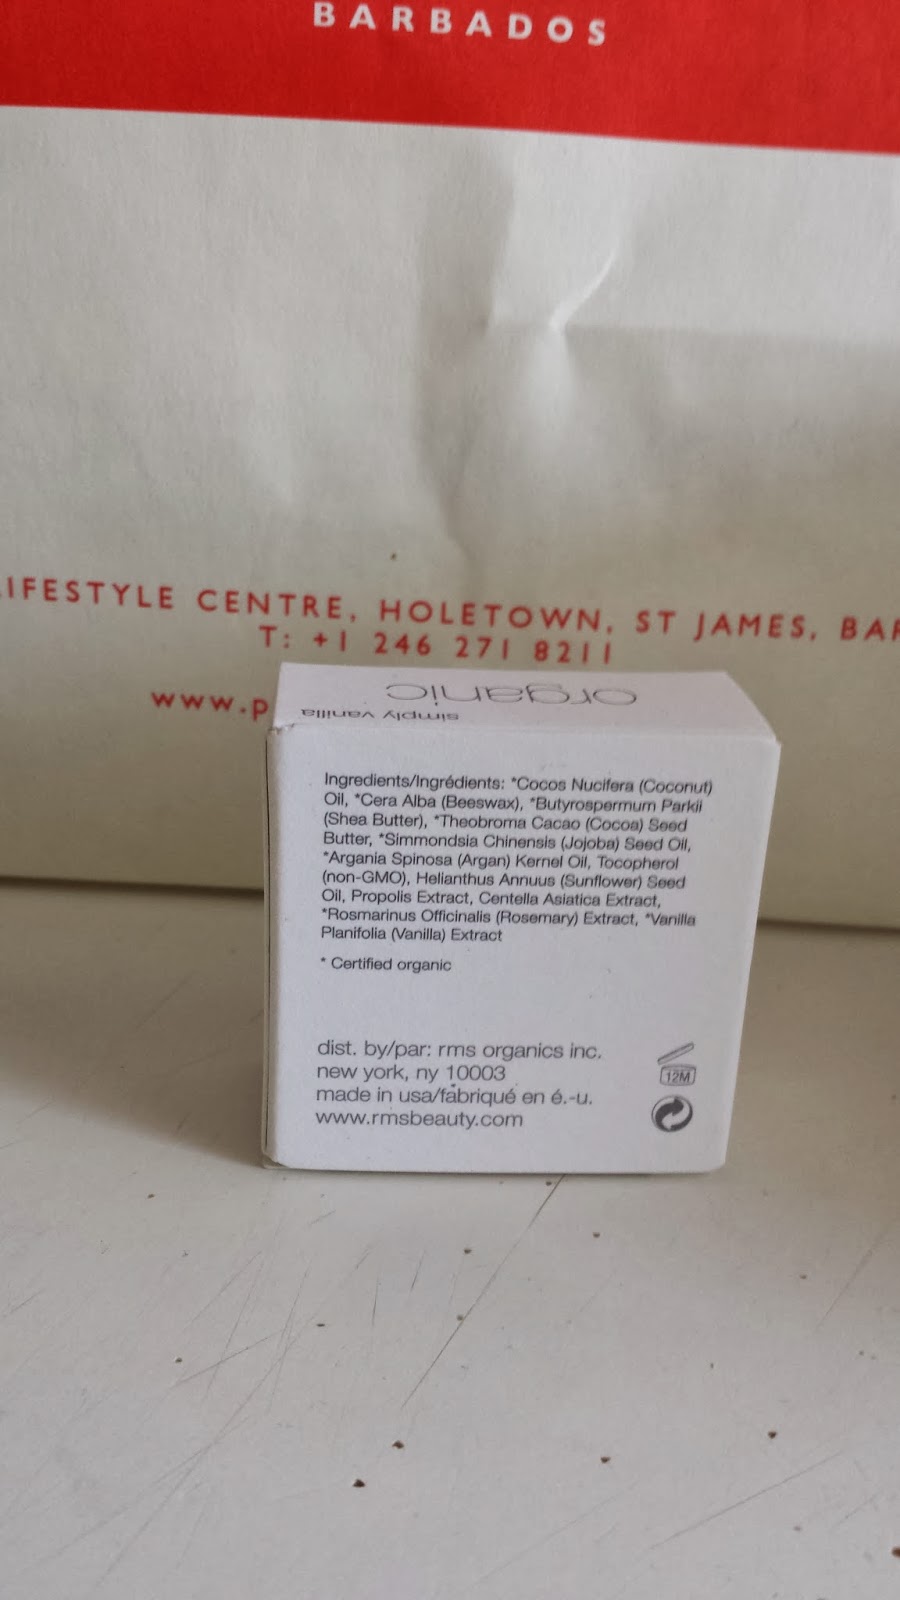 BARBADOS
LIFESTYLE CENTRE, HOLETOWN, ST JAMES, BAR
T: +1 246 271 8211
www.p
organic
simply vanilla
Ingredients/Ingrédients: *Cocos Nucifera (Coconut)
Oil, *Cera Alba (Beeswax), *Butyrospermum Parkii
(Shea Butter), *Theobroma Cacao (Cocoa) Seed
Butter, *Simmondsia Chinensis (Jojoba) Seed Oil,
*Argania Spinosa (Argan) Kernel Oil, Tocopherol
(non-GMO), Helianthus Annuus (Sunflower) Seed
Oil, Propolis Extract, Centella Asiatica Extract,
*Rosmarinus Officinalis (Rosemary) Extract, *Vanilla
Planifolia (Vanilla) Extract
* Certified organic
dist. by/par: rms organics inc.
new york, ny 10003
made in usa/fabriqué en é.-u.
www.rmsbeauty.com
12M